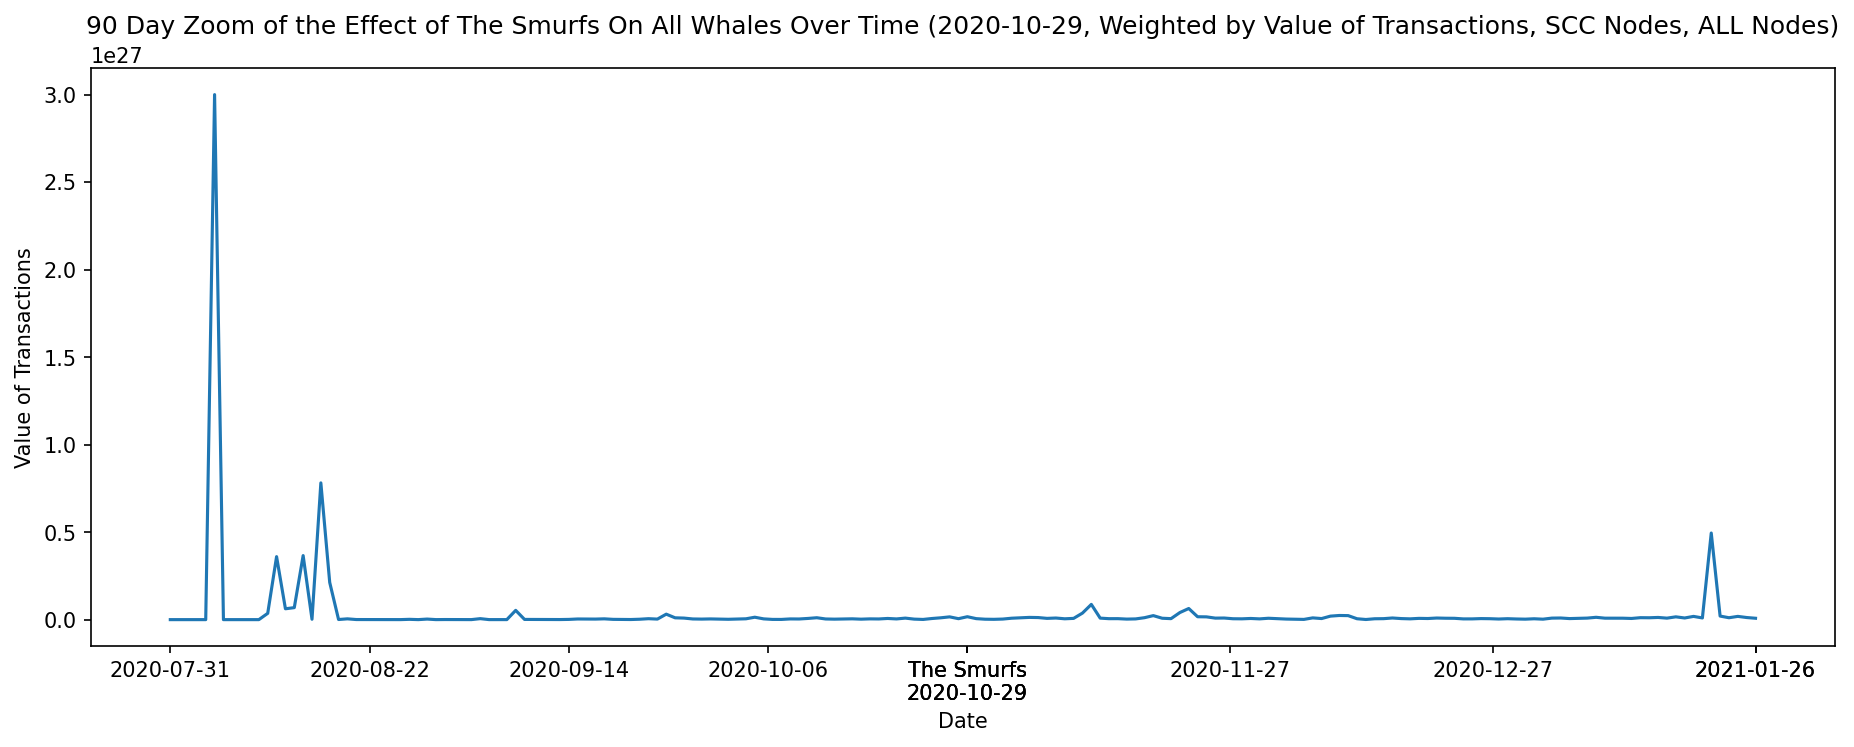 90 Day Zoom of the Effect of The Smurfs On All Whales Over Time (2020-10-29, Weighted by Value of Transactions, SCC Nodes, ALL Nodes)
1e27
3.0
2.5
2.0
1.5
1.0
0.5
0.0
Value of Transactions
2020-07-31 2020-08-22 2020-09-14 2020-10-06 The Smurfs 2020-11-27 2020-12-27 2021-01-26
2020-10-29
Date